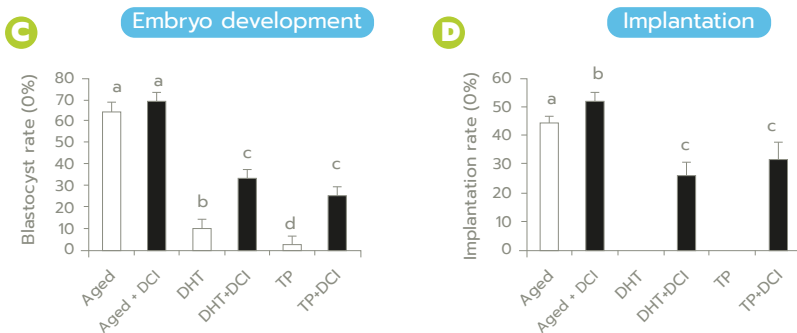 C
Embryo development
Blastocyst rate (0%)
80
70
60
50
40
30
20
10
0
a
a
b
c
d
c
Aged
Aged + DCI
DHT
DHT+DCI
TP
TP+DCI
D
Implantation
Implantation rate (0%)
60
50
40
30
20
10
0
a
b
c
c
Aged
Aged + DCI
DHT
DHT+DCI
TP
TP+DCI